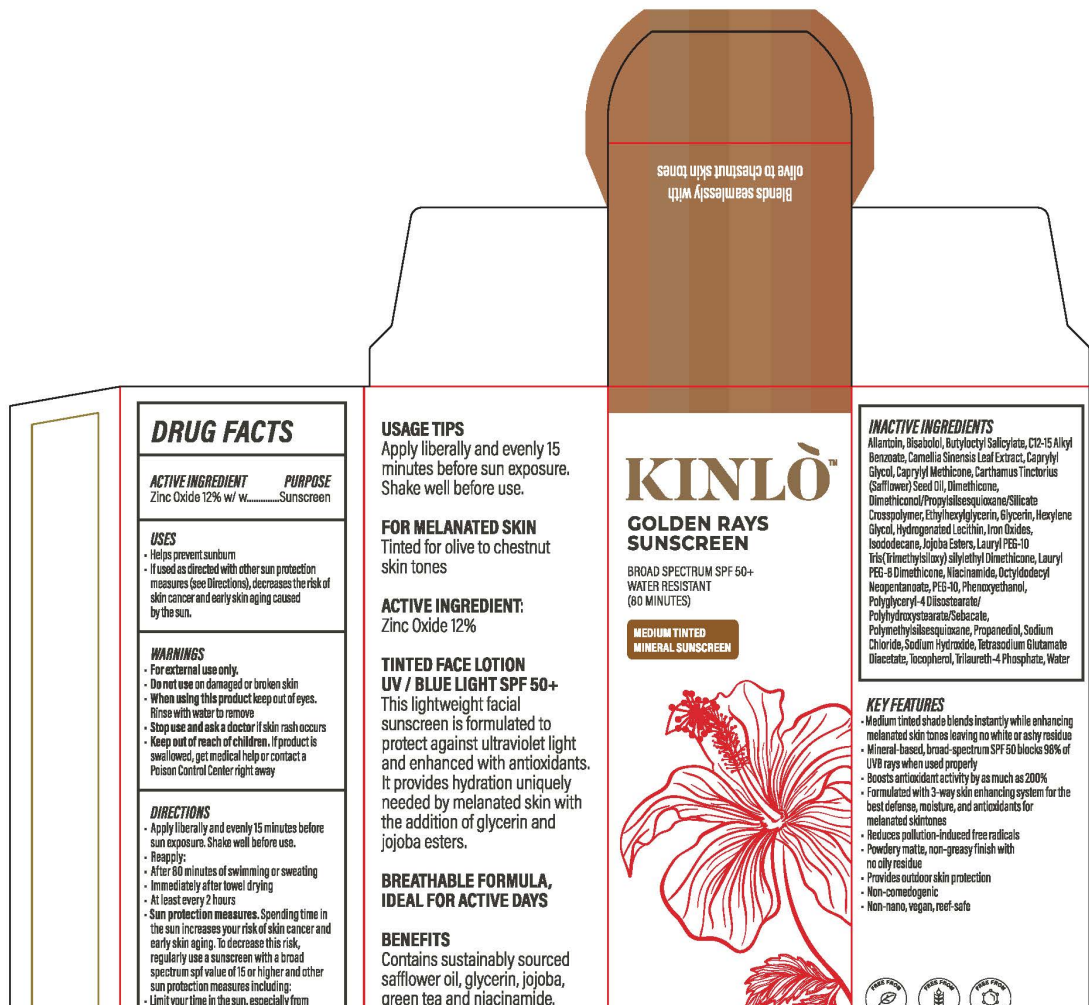 Blends seamlessly with
olive to chestnut skin tones
DRUG FACTS
ACTIVE INGREDIENT PURPOSE
Zinc Oxide 12% w/ w.............Sunscreen
USES
• Helps prevent sunburn
• If used as directed with other sun protection
measures (see Directions), decreases the risk of
skin cancer and early skin aging caused
by the sun.
WARNINGS
• For external use only.
• Do not use on damaged or broken skin
• When using this product keep out of eyes.
Rinse with water to remove
• Stop use and ask a doctor if skin rash occurs
• Keep out of reach of children. If product is
swallowed, get medical help or contact a
Poison Control Center right away
DIRECTIONS
• Apply liberally and evenly 15 minutes before
sun exposure. Shake well before use.
• Reapply:
• After 80 minutes of swimming or sweating
• Immediately after towel drying
• At least every 2 hours
• Sun protection measures. Spending time in
the sun increases your risk of skin cancer and
early skin aging. To decrease this risk,
regularly use a sunscreen with a broad
spectrum spf value of 15 or higher and other
sun protection measures including:
• Limit your time in the sun, especially from
USAGE TIPS
Apply liberally and evenly 15
minutes before sun exposure.
Shake well before use.
FOR MELANATED SKIN
Tinted for olive to chestnut
skin tones
ACTIVE INGREDIENT:
Zinc Oxide 12%
TINTED FACE LOTION
UV / BLUE LIGHT SPF 50+
This lightweight facial
sunscreen is formulated to
protect against ultraviolet light
and enhanced with antioxidants.
It provides hydration uniquely
needed by melanated skin with
the addition of glycerin and
jojoba esters.
BREATHABLE FORMULA,
IDEAL FOR ACTIVE DAYS
BENEFITS
Contains sustainably sourced
safflower oil, glycerin, jojoba,
green tea and niacinamide.
KINLÒ™
GOLDEN RAYS
SUNSCREEN
BROAD SPECTRUM SPF 50+
WATER RESISTANT
(80 MINUTES)
MEDIUM TINTED
MINERAL SUNSCREEN
INACTIVE INGREDIENTS
Allantoin, Bisabolol, Butyloctyl Salicylate, C12-15 Alkyl
Benzoate, Camellia Sinensis Leaf Extract, Caprylyl
Glycol, Caprylyl Methicone, Carthamus Tinctorius
(Safflower) Seed Oil, Dimethicone,
Dimethiconol/Propylsilsesquioxane/Silicate
Crosspolymer, Ethylhexylglycerin, Glycerin, Hexylene
Glycol, Hydrogenated Lecithin, Iron Oxides,
Isododecane, Jojoba Esters, Lauryl PEG-10
Tris(Trimethylsiloxy) silylethyl Dimethicone, Lauryl
PEG-8 Dimethicone, Niacinamide, Octyldodecyl
Neopentanoate, PEG-10, Phenoxyethanol,
Polyglyceryl-4 Diisostearate/
Polyhydroxystearate/Sebacate,
Polymethylsilsesquioxane, Propanediol, Sodium
Chloride, Sodium Hydroxide, Tetrasodium Glutamate
Diacetate, Tocopherol, Trilaureth-4 Phosphate, Water
KEY FEATURES
• Medium tinted shade blends instantly while enhancing
melanated skin tones leaving no white or ashy residue
• Mineral-based, broad-spectrum SPF 50 blocks 98% of
UVB rays when used properly
• Boosts antioxidant activity by as much as 200%
• Formulated with 3-way skin enhancing system for the
best defense, moisture, and antioxidants for
melanated skintones
• Reduces pollution-induced free radicals
• Powdery matte, non-greasy finish with
no oily residue
• Provides outdoor skin protection
• Non-comedogenic
• Non-nano, vegan, reef-safe
FREE FROM
FREE FROM
FREE FROM